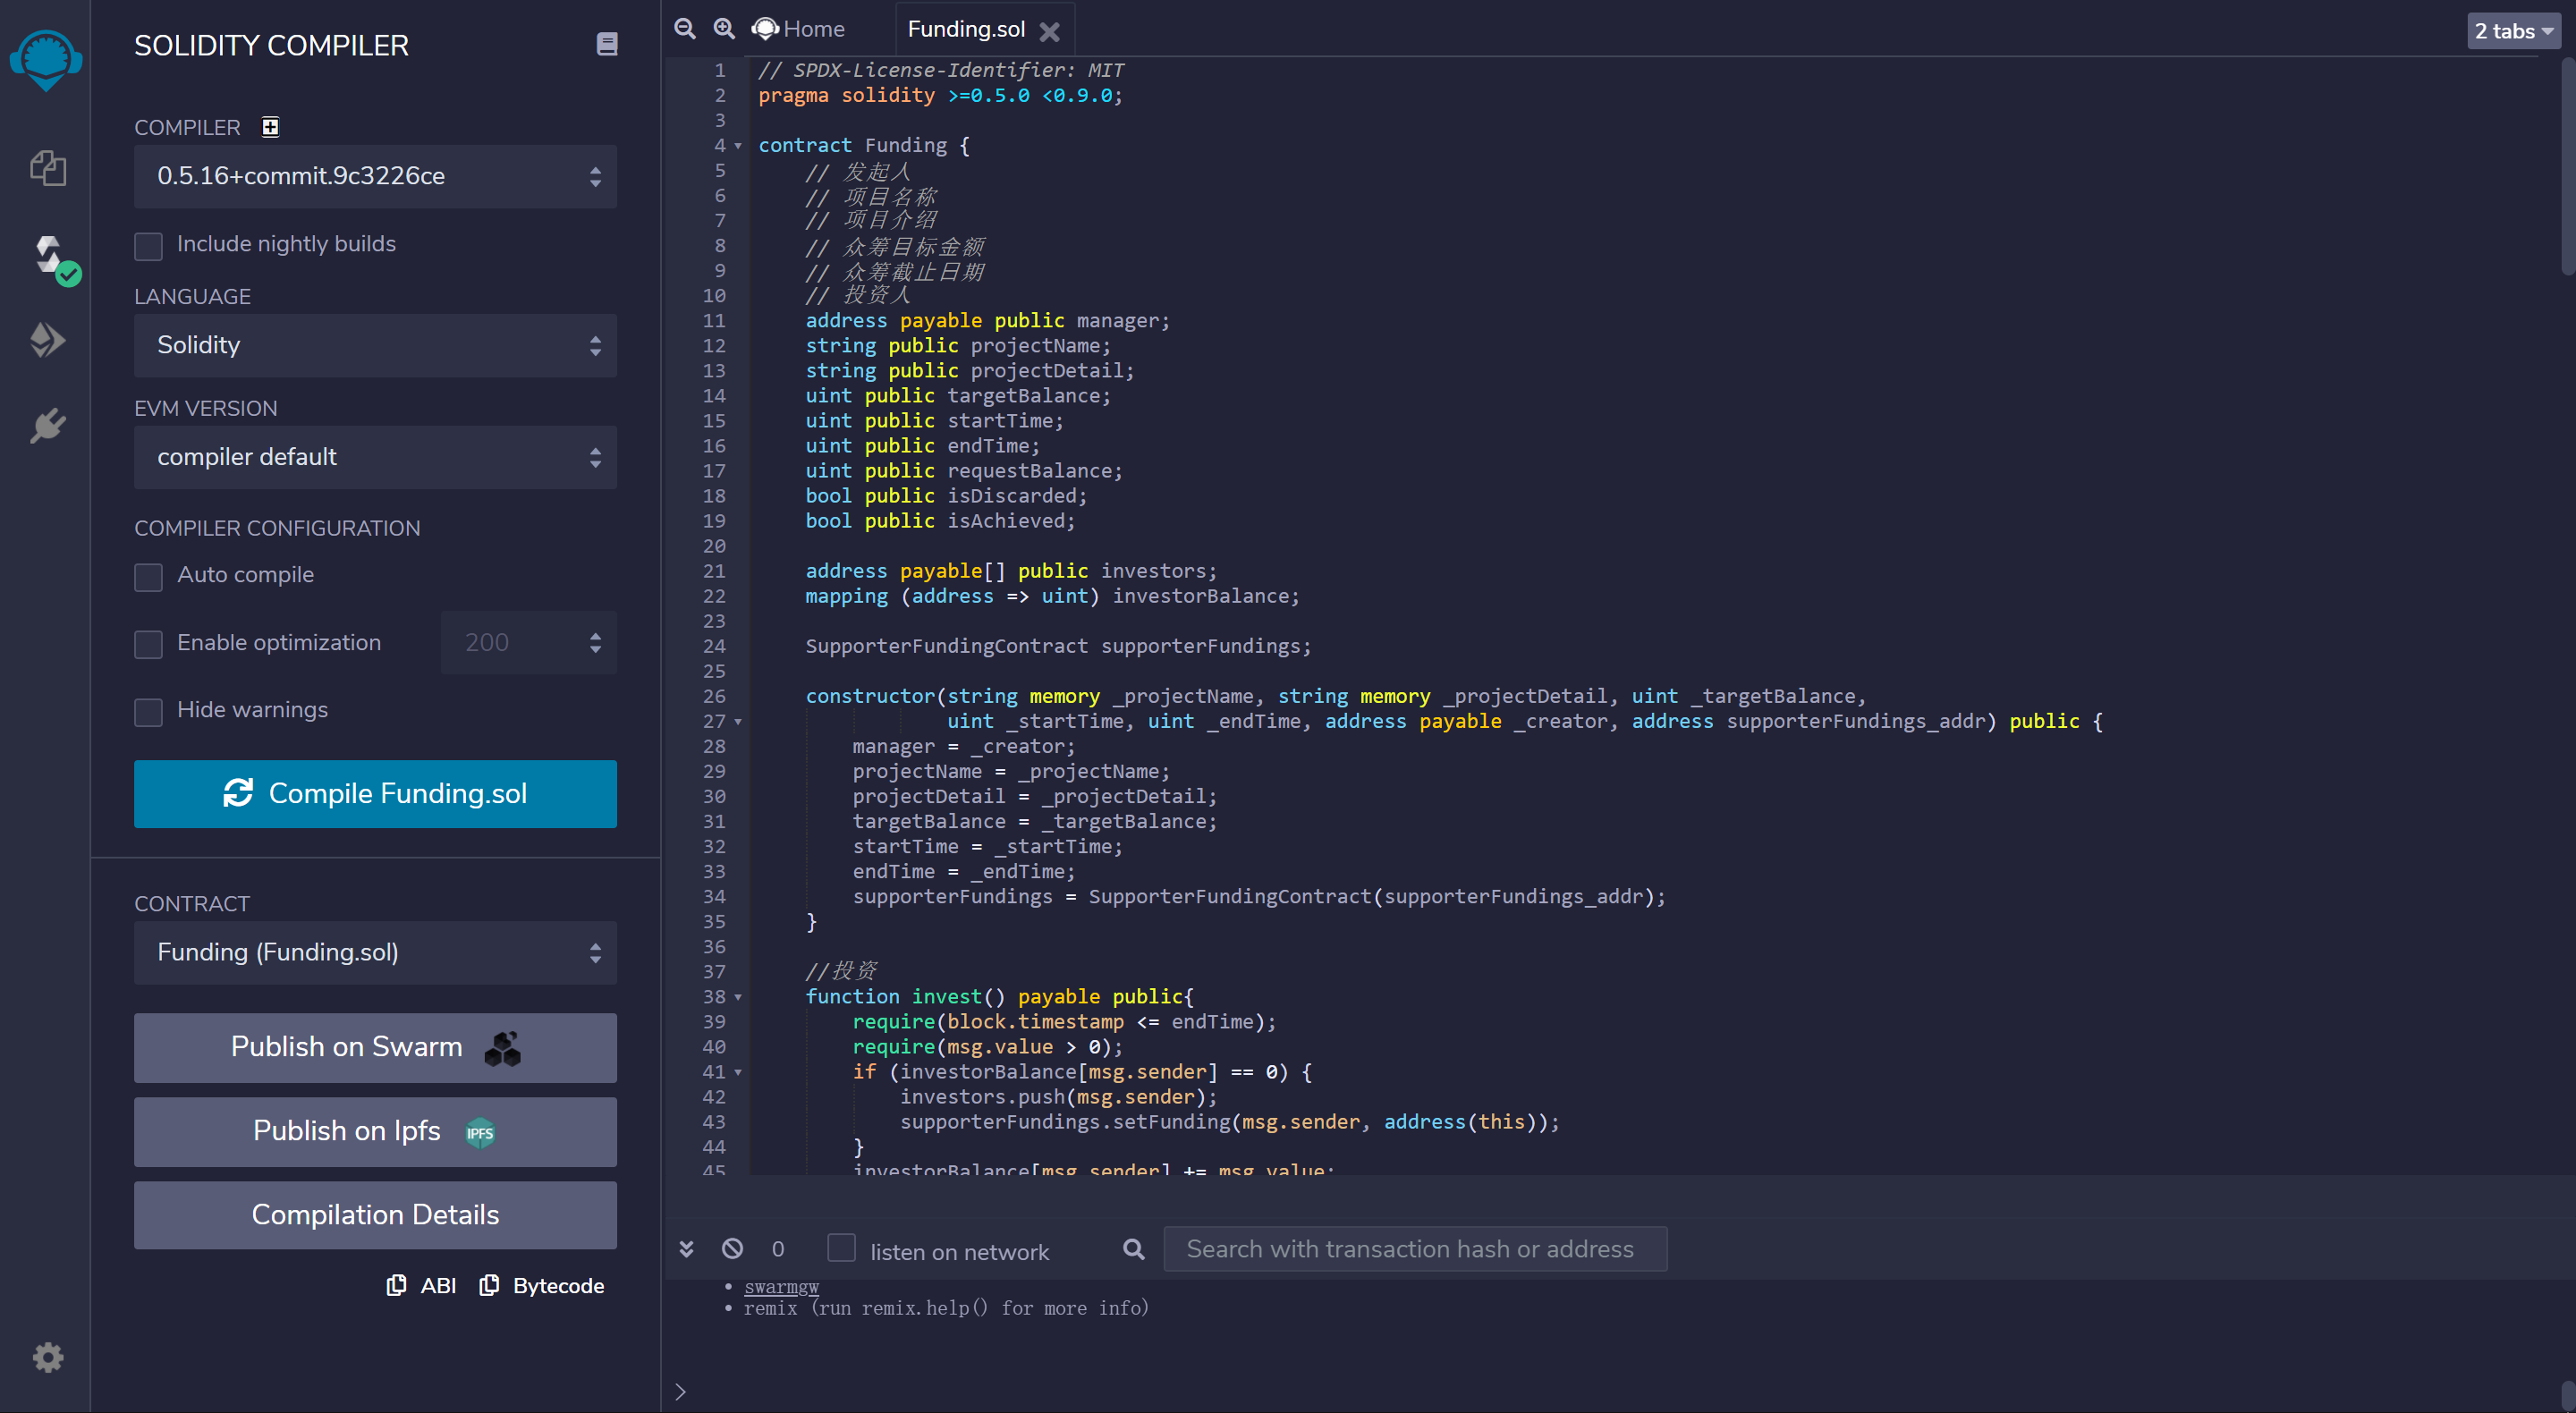 SOLIDITY COMPILER
COMPILER
0.5.16+commit.9c3226ce
Include nightly builds
LANGUAGE
Solidity
EVM VERSION
compiler default
COMPILER CONFIGURATION
Auto compile
Enable optimization
200
Hide warnings
Compile Funding.sol
CONTRACT
Funding (Funding.sol)
Publish on Swarm
Publish on Ipfs
IPFS
Compilation Details
ABI
Bytecode
Home
Funding.sol
2 tabs
1 // SPDX-License-Identifier: MIT
2 pragma solidity >=0.5.0 <0.9.0;
3
4 contract Funding {
5 // 发起人
6 // 项目名称
7 // 项目介绍
8 // 众筹目标金额
9 // 众筹截止日期
10 // 投资人
11 address payable public manager;
12 string public projectName;
13 string public projectDetail;
14 uint public targetBalance;
15 uint public startTime;
16 uint public endTime;
17 uint public requestBalance;
18 bool public isDiscarded;
19 bool public isAchieved;
20
21 address payable[] public investors;
22 mapping (address => uint) investorBalance;
23
24 SupporterFundingContract supporterFundings;
25
26 constructor(string memory _projectName, string memory _projectDetail, uint _targetBalance,
27 uint _startTime, uint _endTime, address payable _creator, address supporterFundings_addr) public {
28 manager = _creator;
29 projectName = _projectName;
30 projectDetail = _projectDetail;
31 targetBalance = _targetBalance;
32 startTime = _startTime;
33 endTime = _endTime;
34 supporterFundings = SupporterFundingContract(supporterFundings_addr);
35 }
36
37 //投资
38 function invest() payable public{
39 require(block.timestamp <= endTime);
40 require(msg.value > 0);
41 if (investorBalance[msg.sender] == 0) {
42 investors.push(msg.sender);
43 supporterFundings.setFunding(msg.sender, address(this));
44 }
45 investorBalance[msg.sender] += msg.value;
0
listen on network
Search with transaction hash or address
• swarmgw
• remix (run remix.help() for more info)
>